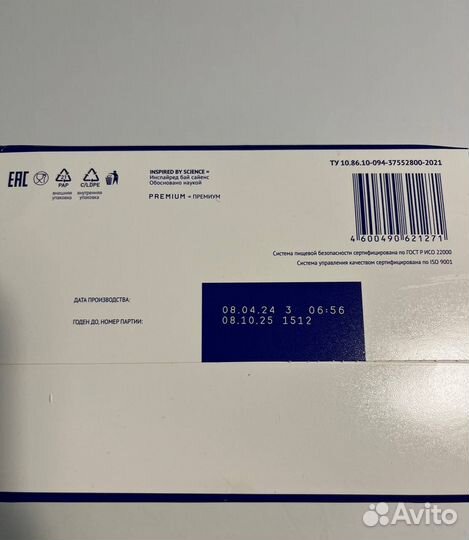 ТУ 10.86.10-094-37552800-2021
EAC
21
PAP
внешняя
упаковка
C/LDPE
внутренняя
упаковка
INSPIRED BY SCIENCE =
Инспайред бай сайенс
Обосновано наукой
PREMIUM = ПРЕМИУМ
4 600490 621271
Система пищевой безопасности сертифицирована по ГОСТ Р ИСО 22000
Система управления качеством сертифицирована по ISO 9001
ДАТА ПРОИЗВОДСТВА:
08.04.24 3 06:56
ГОДЕН ДО, НОМЕР ПАРТИИ:
08.10.25 1512
Avito